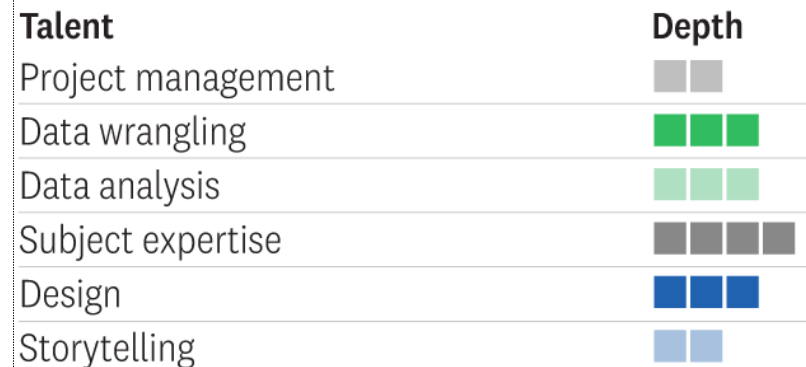 Talent Depth
Project management
Data wrangling
Data analysis
Subject expertise
Design
Storytelling